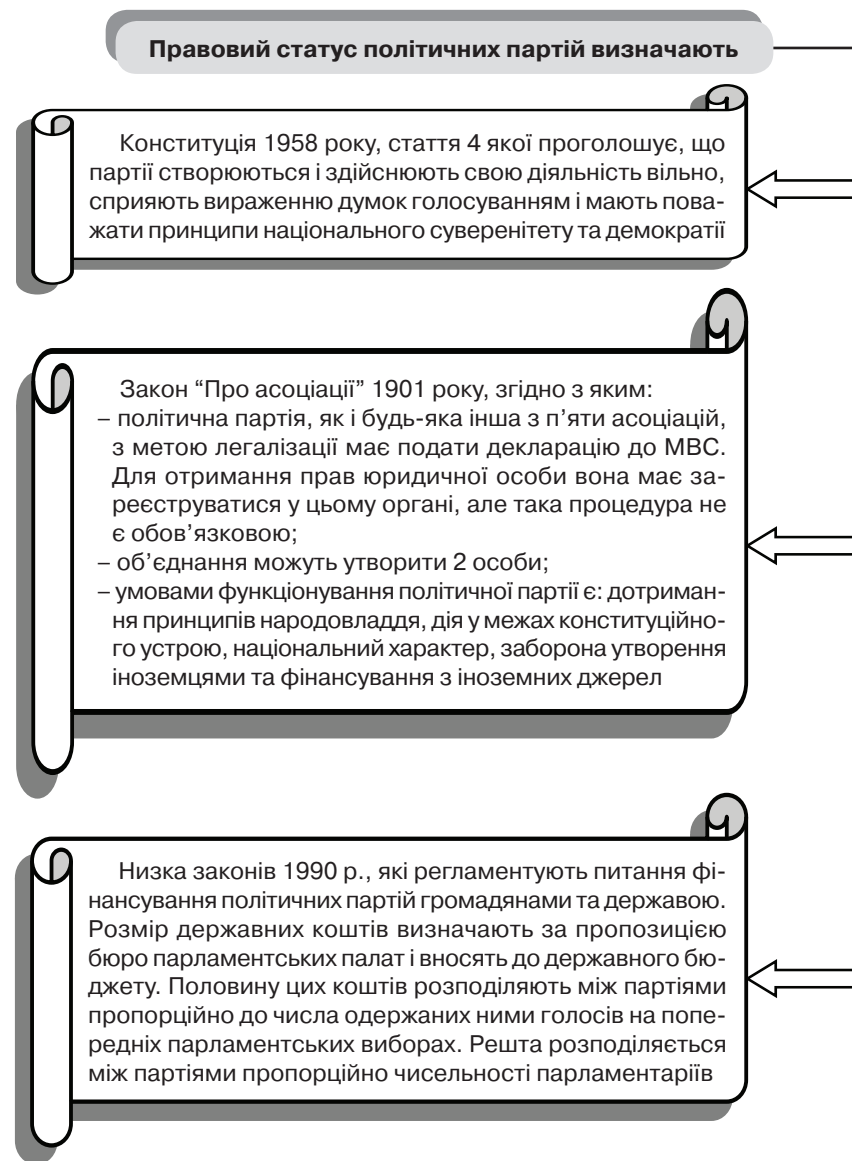 Правовий статус політичних партій визначають
Конституція 1958 року, стаття 4 якої проголошує, що
партії створюються і здійснюють свою діяльність вільно,
сприяють вираженню думок голосуванням і мають пова-
жати принципи національного суверенітету та демократії
Закон “Про асоціації” 1901 року, згідно з яким:
– політична партія, як і будь-яка інша з п’яти асоціацій,
з метою легалізації має подати декларацію до МВС.
Для отримання прав юридичної особи вона має за-
реєструватися у цьому органі, але така процедура не
є обов’язковою;
– об’єднання можуть утворити 2 особи;
– умовами функціонування політичної партії є: дотриман-
ня принципів народовладдя, дія у межах конституційно-
го устрою, національний характер, заборона утворення
іноземцями та фінансування з іноземних джерел
Низка законів 1990 р., які регламентують питання фі-
нансування політичних партій громадянами та державою.
Розмір державних коштів визначають за пропозицією
бюро парламентських палат і вносять до державного бю-
джету. Половину цих коштів розподіляють між партіями
пропорційно до числа одержаних ними голосів на попе-
редніх парламентських виборах. Решта розподіляється
між партіями пропорційно чисельності парламентаріїв